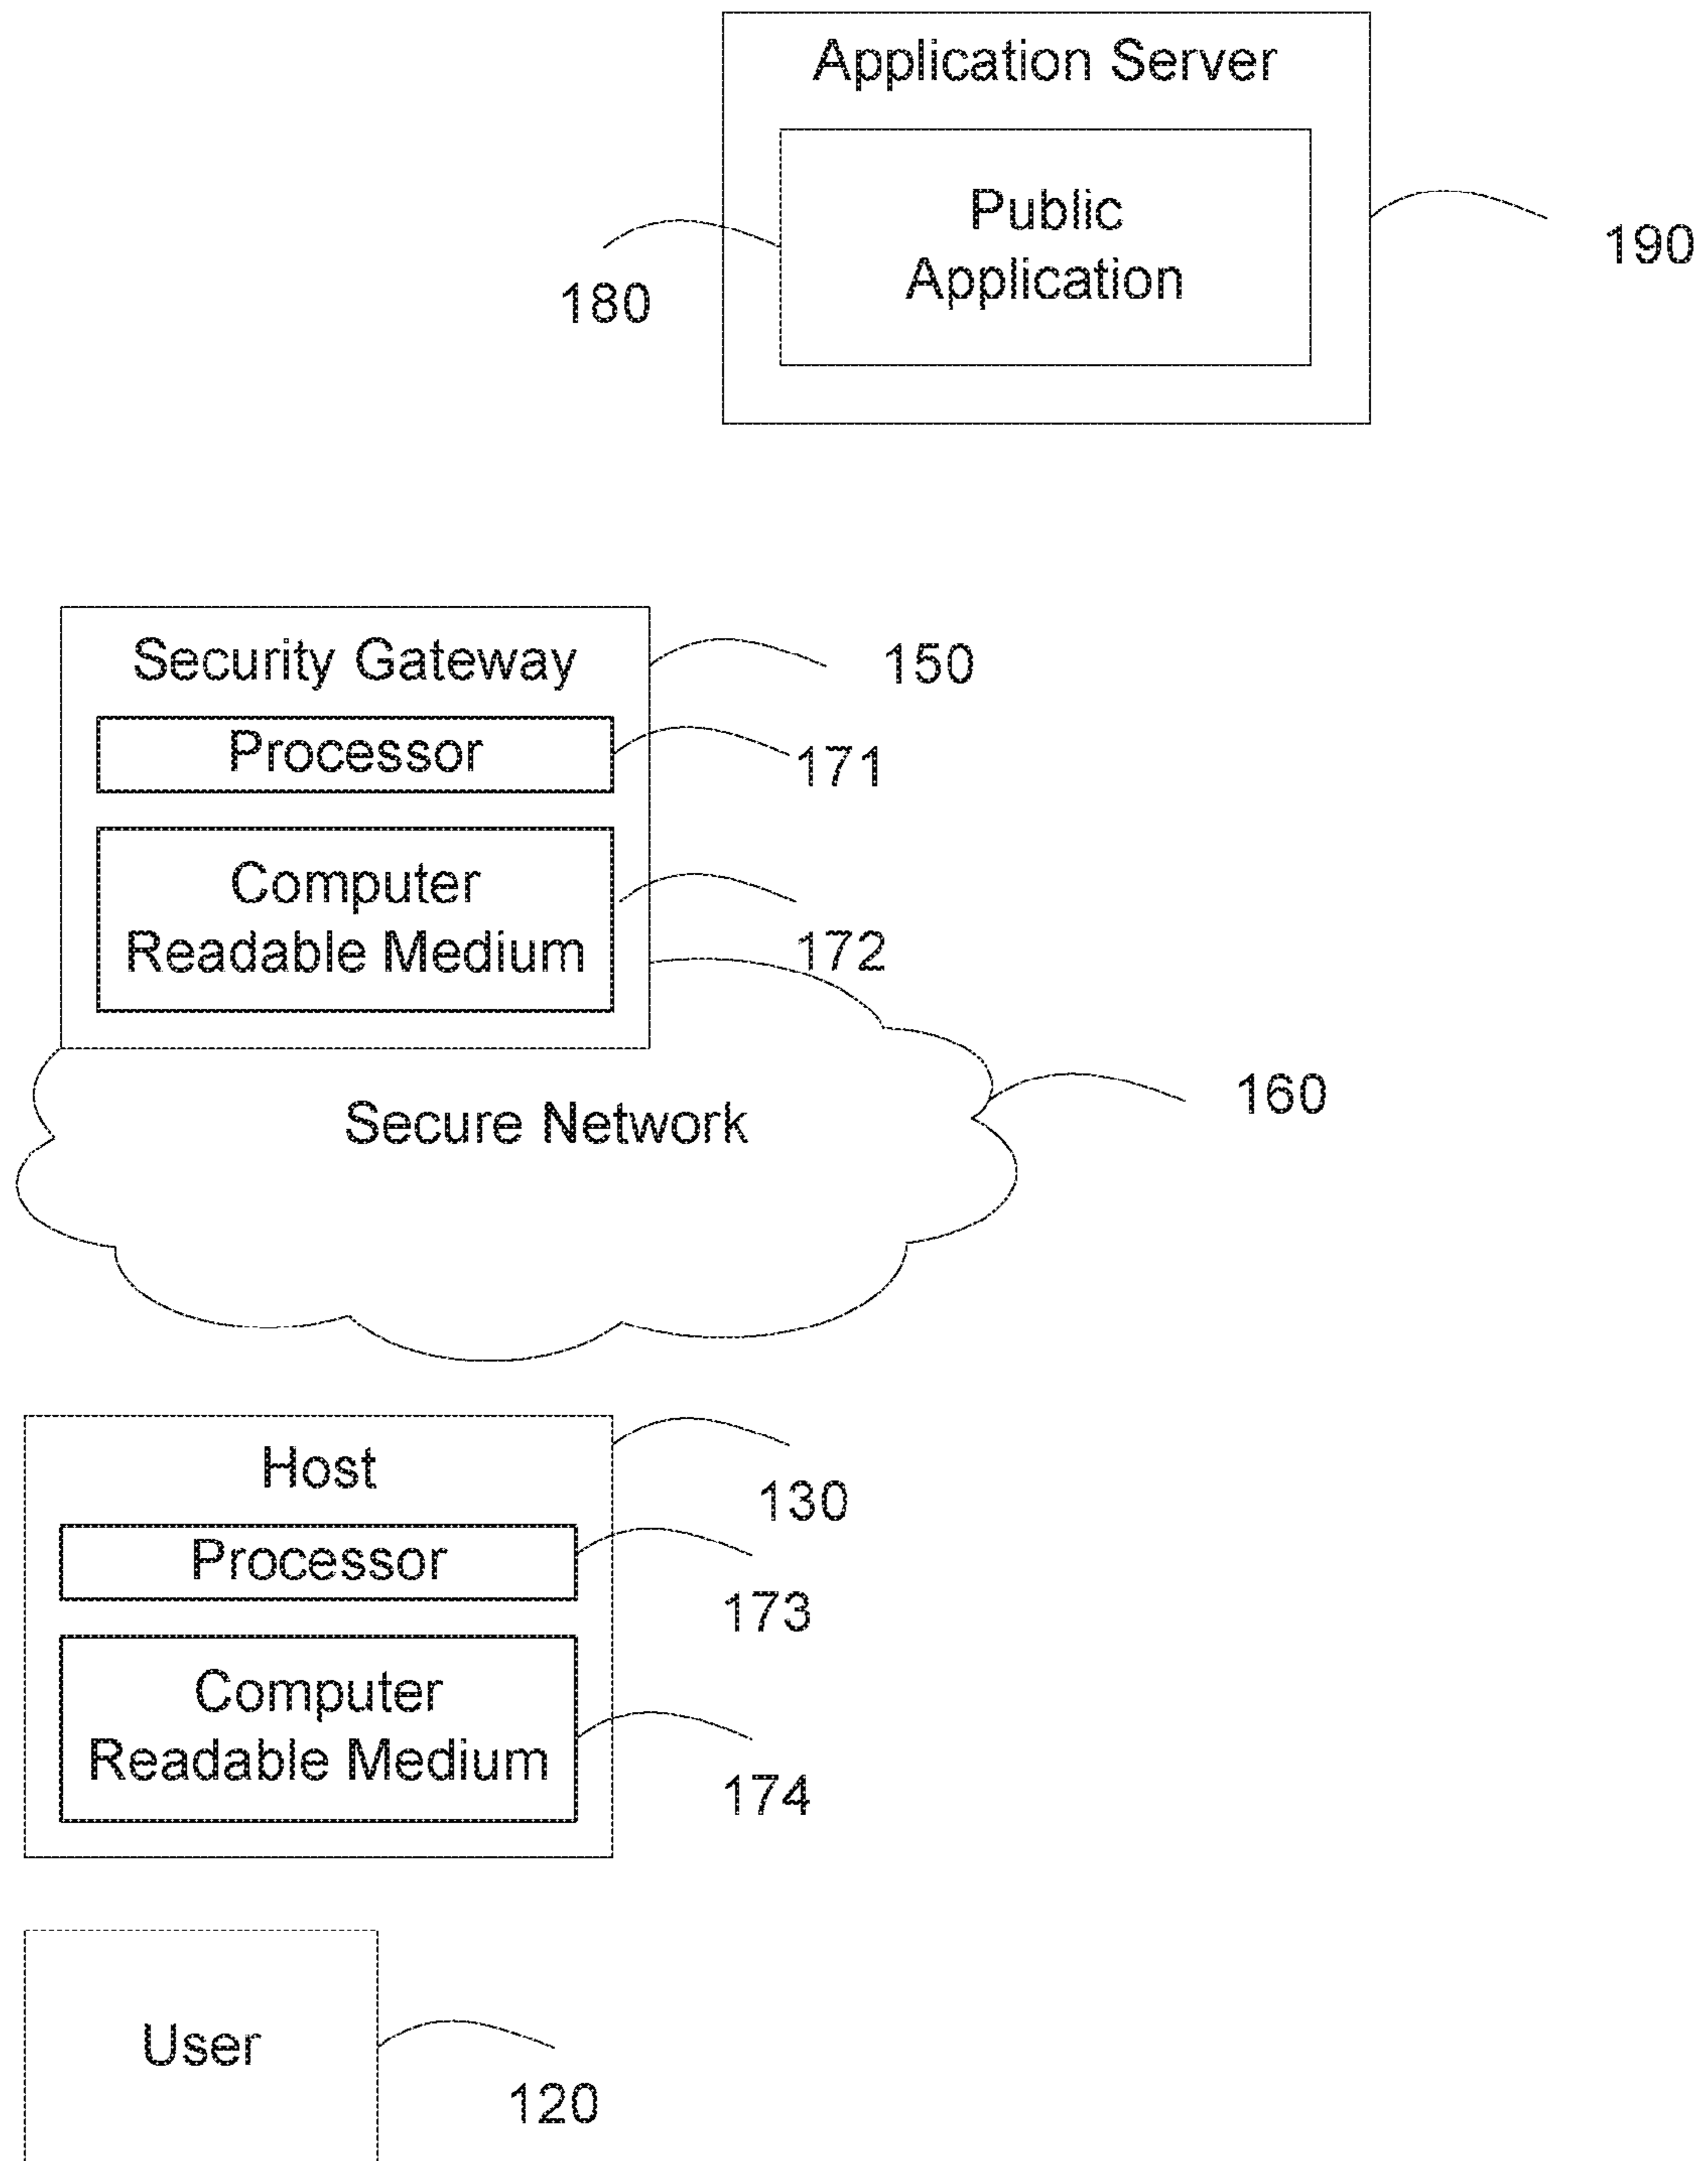 Application Server
Public
Application
190
180
Security Gateway
150
Processor
171
Computer
Readable Medium
172
Secure Network
160
Host
130
Processor
173
Computer
Readable Medium
174
User
120